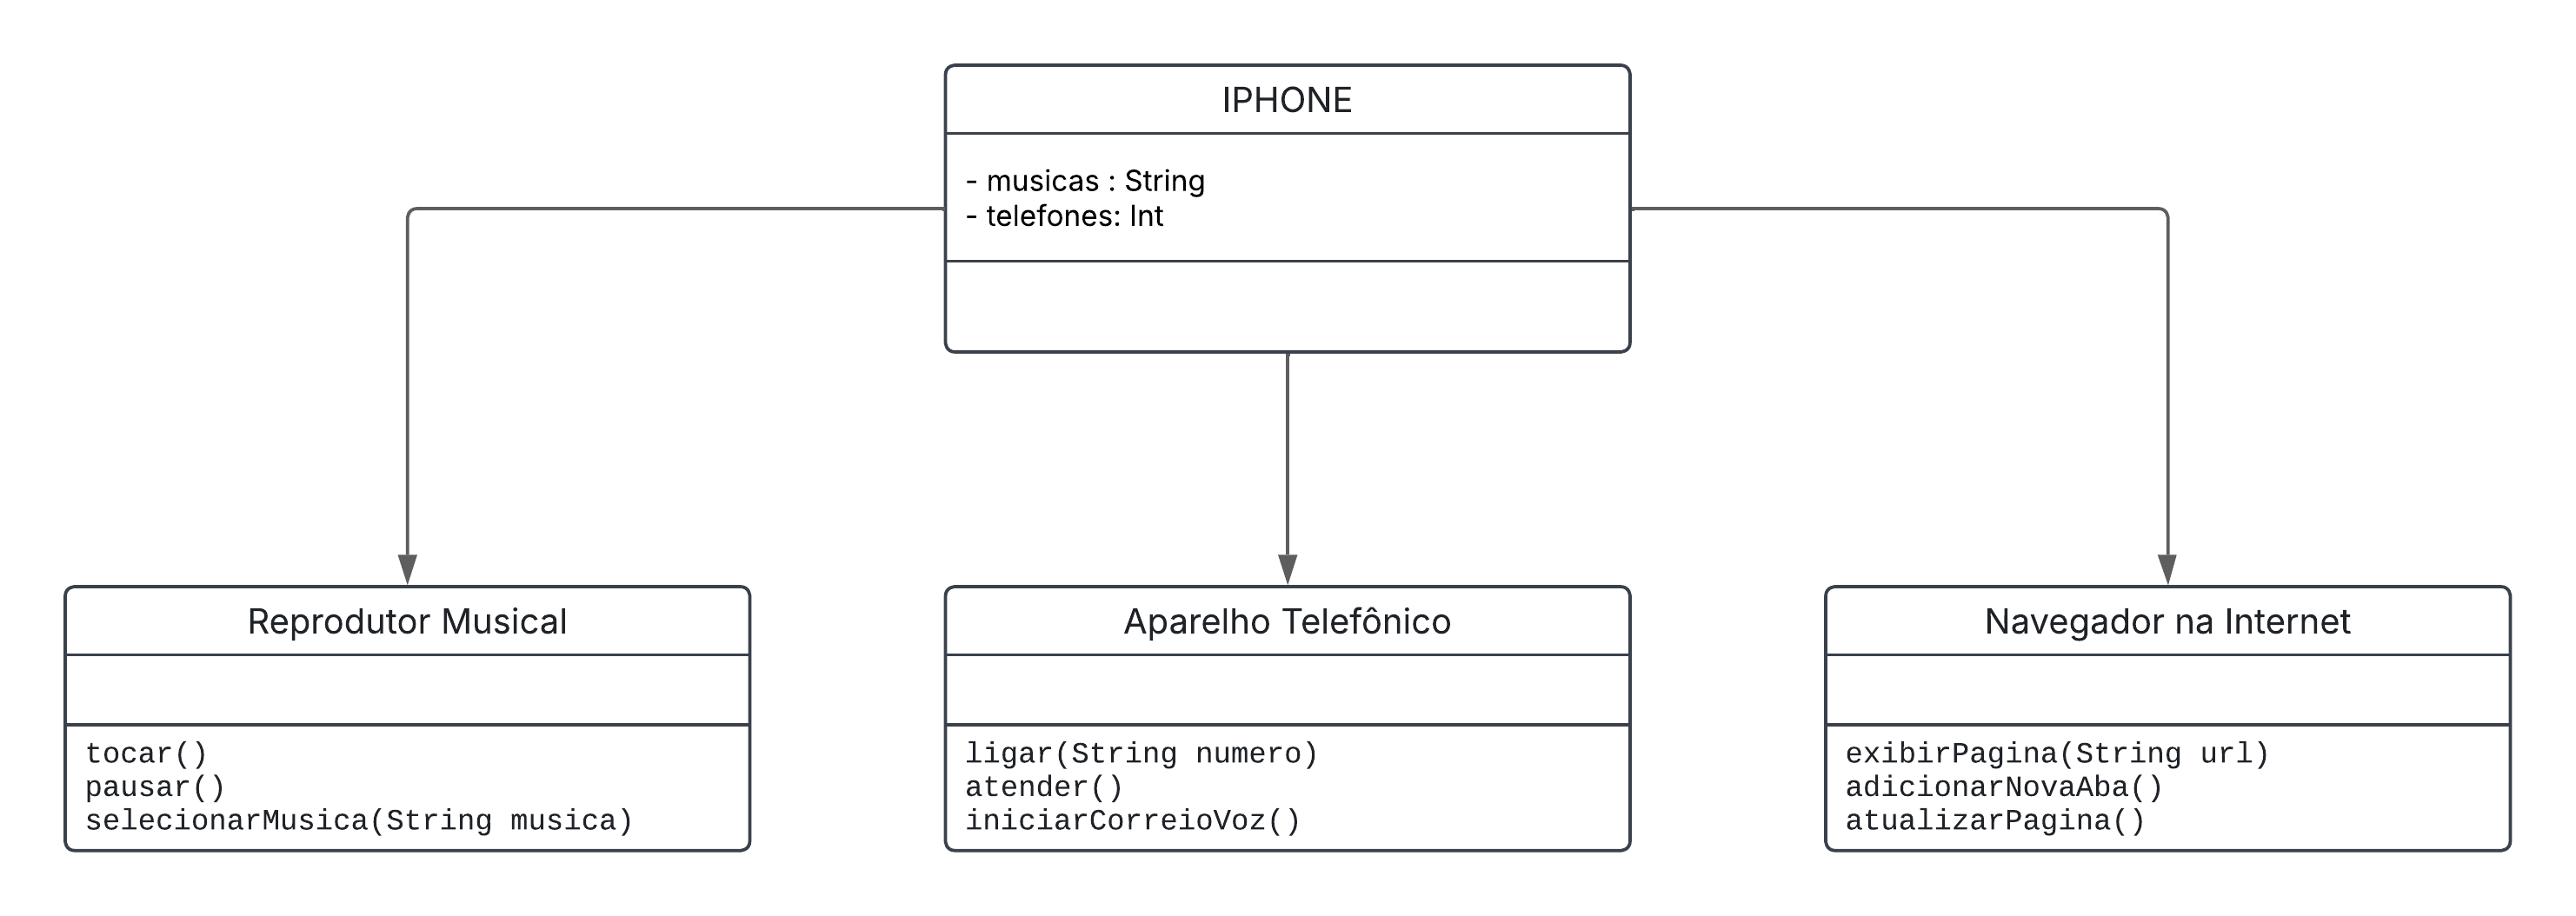 IPHONE
- musicas : String
- telefones: Int
Reprodutor Musical
tocar()
pausar()
selecionarMusica(String musica)
Aparelho Telefônico
ligar(String numero)
atender()
iniciarCorreioVoz()
Navegador na Internet
exibirPagina(String url)
adicionarNovaAba()
atualizarPagina()